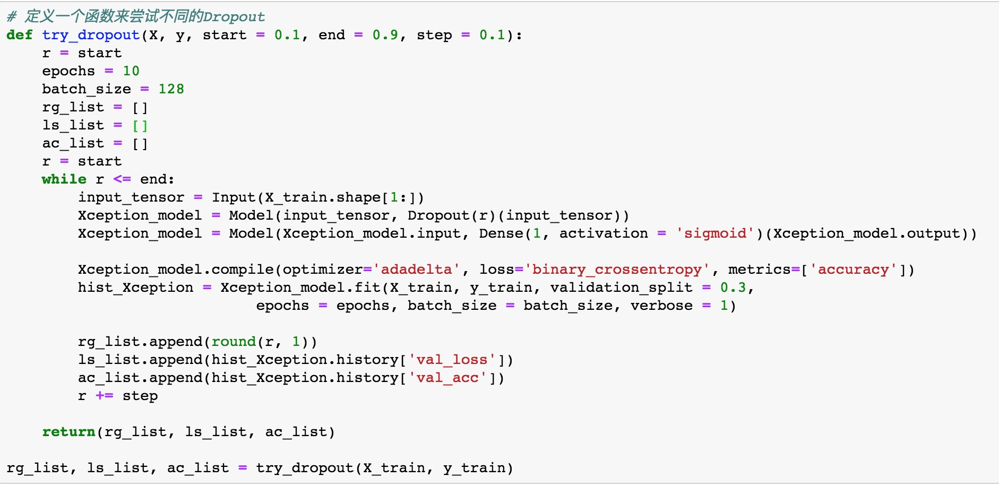 # 定义一个函数来尝试不同的Dropout
def try_dropout(X, y, start = 0.1, end = 0.9, step = 0.1):
    r = start
    epochs = 10
    batch_size = 128
    rg_list = []
    ls_list = []
    ac_list = []
    r = start
    while r <= end:
        input_tensor = Input(X_train.shape[1:])
        Xception_model = Model(input_tensor, Dropout(r)(input_tensor))
        Xception_model = Model(Xception_model.input, Dense(1, activation = 'sigmoid')(Xception_model.output))
        Xception_model.compile(optimizer='adadelta', loss='binary_crossentropy', metrics=['accuracy'])
        hist_Xception = Xception_model.fit(X_train, y_train, validation_split = 0.3,
                            epochs = epochs, batch_size = batch_size, verbose = 1)
        rg_list.append(round(r, 1))
        ls_list.append(hist_Xception.history['val_loss'])
        ac_list.append(hist_Xception.history['val_acc'])
        r += step
    return(rg_list, ls_list, ac_list)
rg_list, ls_list, ac_list = try_dropout(X_train, y_train)